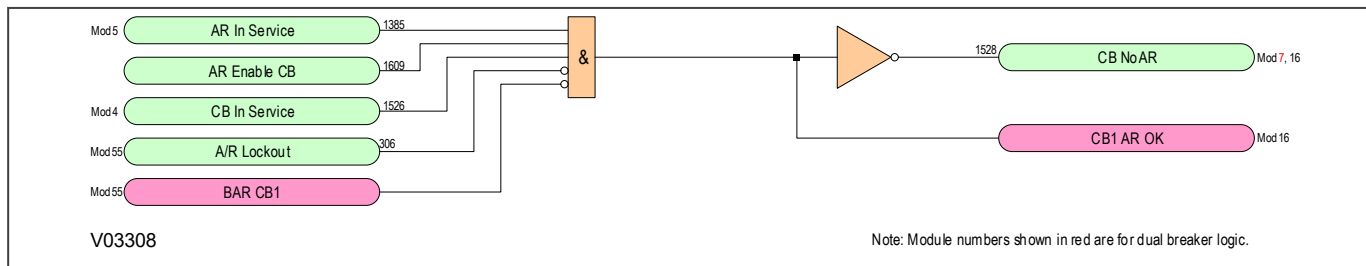 Mod 5 AR In Service 1385
AR Enable CB 1609
Mod 4 CB In Service 1526
Mod 55 A/R Lockout 306
Mod 55 BAR CB1
&
1528 CB No AR Mod 7, 16
CB1 AR OK Mod 16
V03308
Note: Module numbers shown in red are for dual breaker logic.